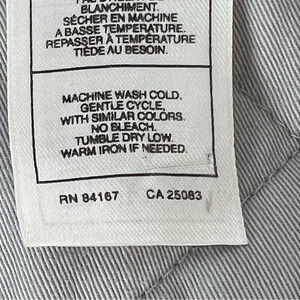 BLANCHIMENT.
SÉCHER EN MACHINE
A BASSE TEMPERATURE.
REPASSER À TEMPÉRATURE
TIÈDE AU BESOIN.
MACHINE WASH COLD,
GENTLE CYCLE,
WITH SIMILAR COLORS.
NO BLEACH.
TUMBLE DRY LOW.
WARM IRON IF NEEDED.
RN 84167 CA 25083